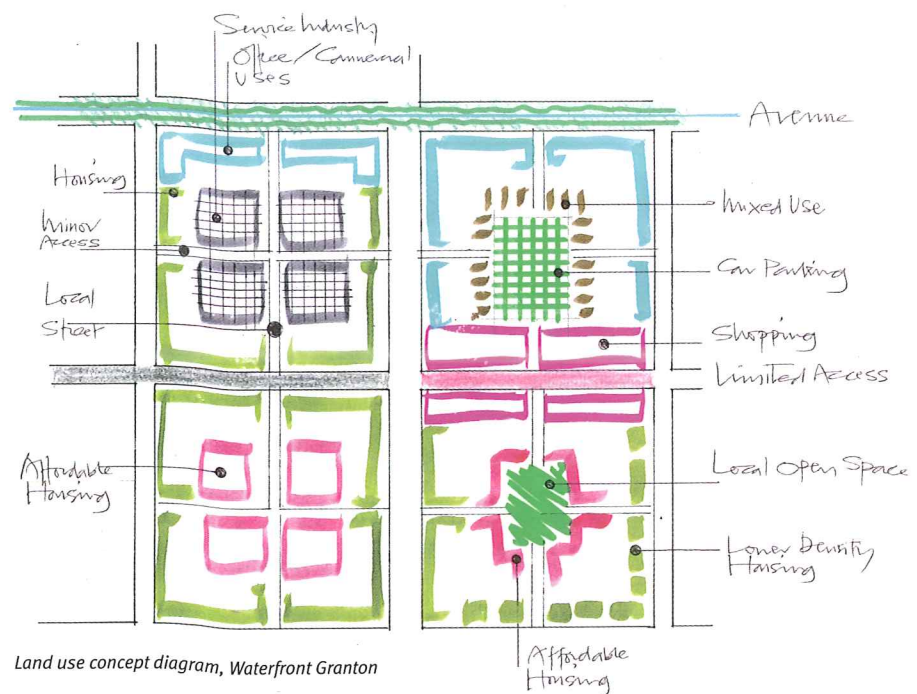 Service Industry
Office/Commercial
Uses
Avenue
Housing
Minor
Access
Local
Street
Mixed Use
Car Parking
Shopping
Limited Access
Affordable
Housing
Local Open Space
Lower Density
Housing
Affordable
Housing
Land use concept diagram, Waterfront Granton